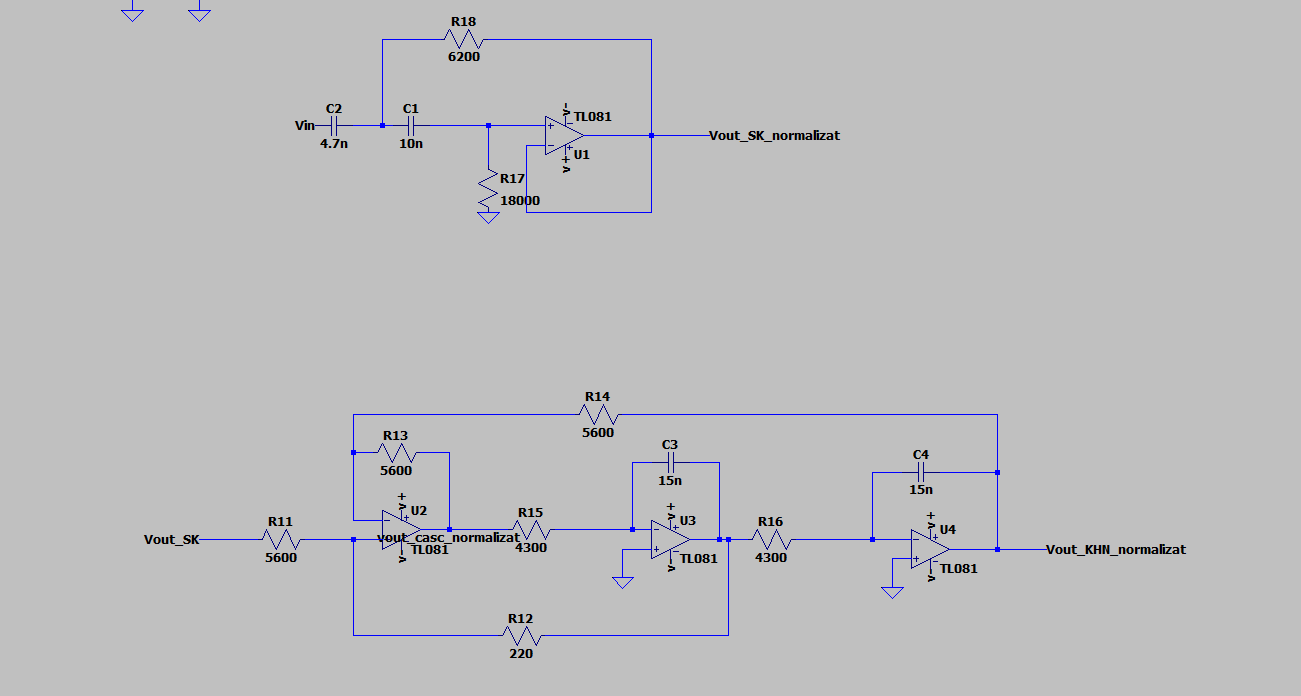 R18
6200
C2
C1
Vin
4.7n
10n
v-
TL081
U1
v+
Vout_SK_normalizat
R17
18000
R14
5600
R13
5600
C3
15n
C4
15n
v+
U2
R11
Vout_SK
5600
vout_casc_normalizat
TL081
v-
R15
4300
v+
U3
TL081
v-
R16
4300
v+
U4
Vout_KHN_normalizat
TL081
v-
R12
220